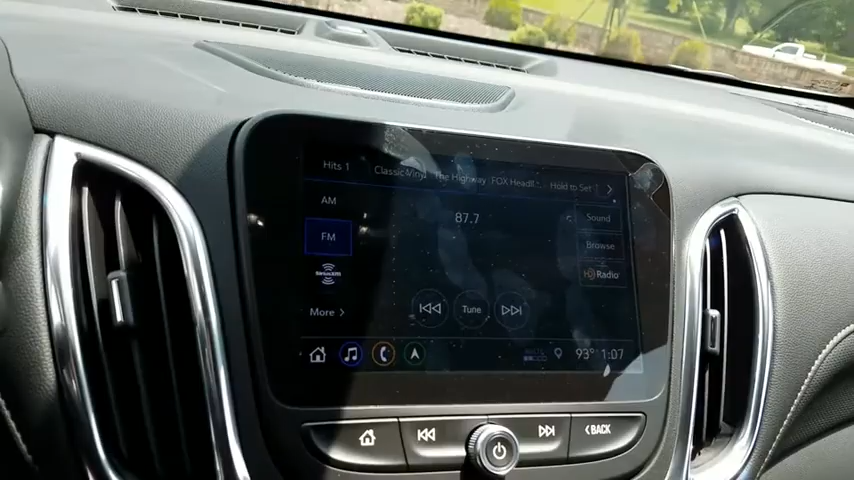 Hits 1 Classic Vinyl The Highway FOX Headl... Hold to Set
AM
87.7
Sound
FM
Browse
SiriusXM
HD Radio
More
Tune
93° 1:07
BACK